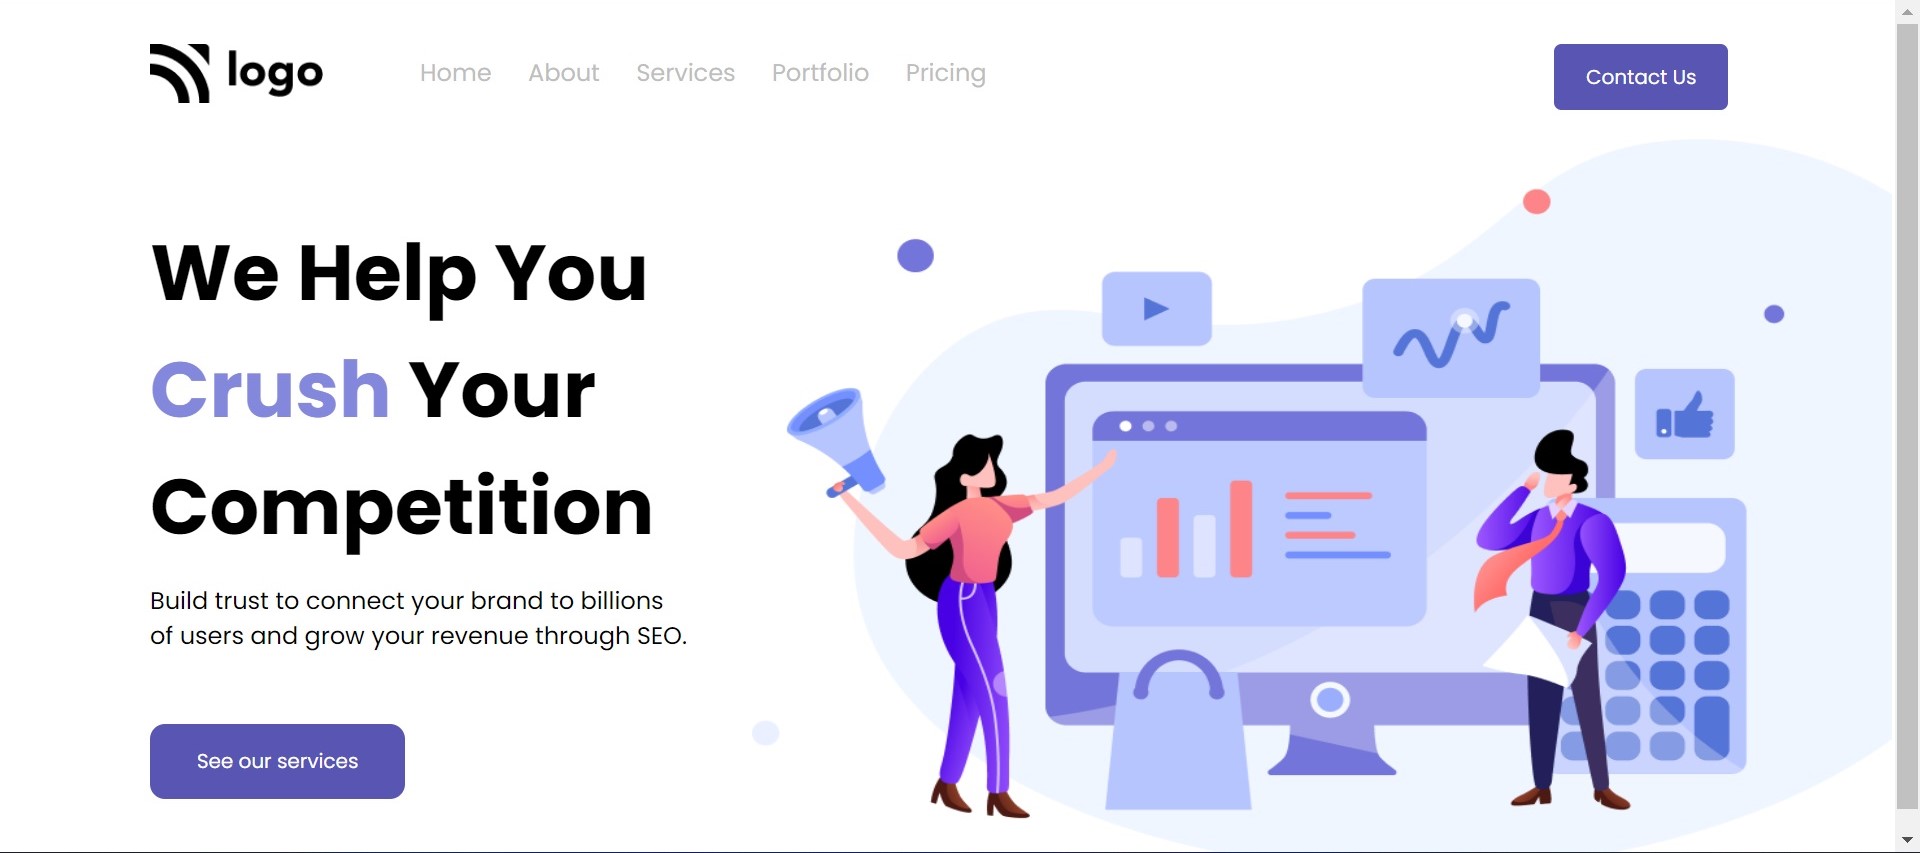 logo
Home About Services Portfolio Pricing
Contact Us
We Help You
Crush Your
Competition
Build trust to connect your brand to billions
of users and grow your revenue through SEO.
See our services